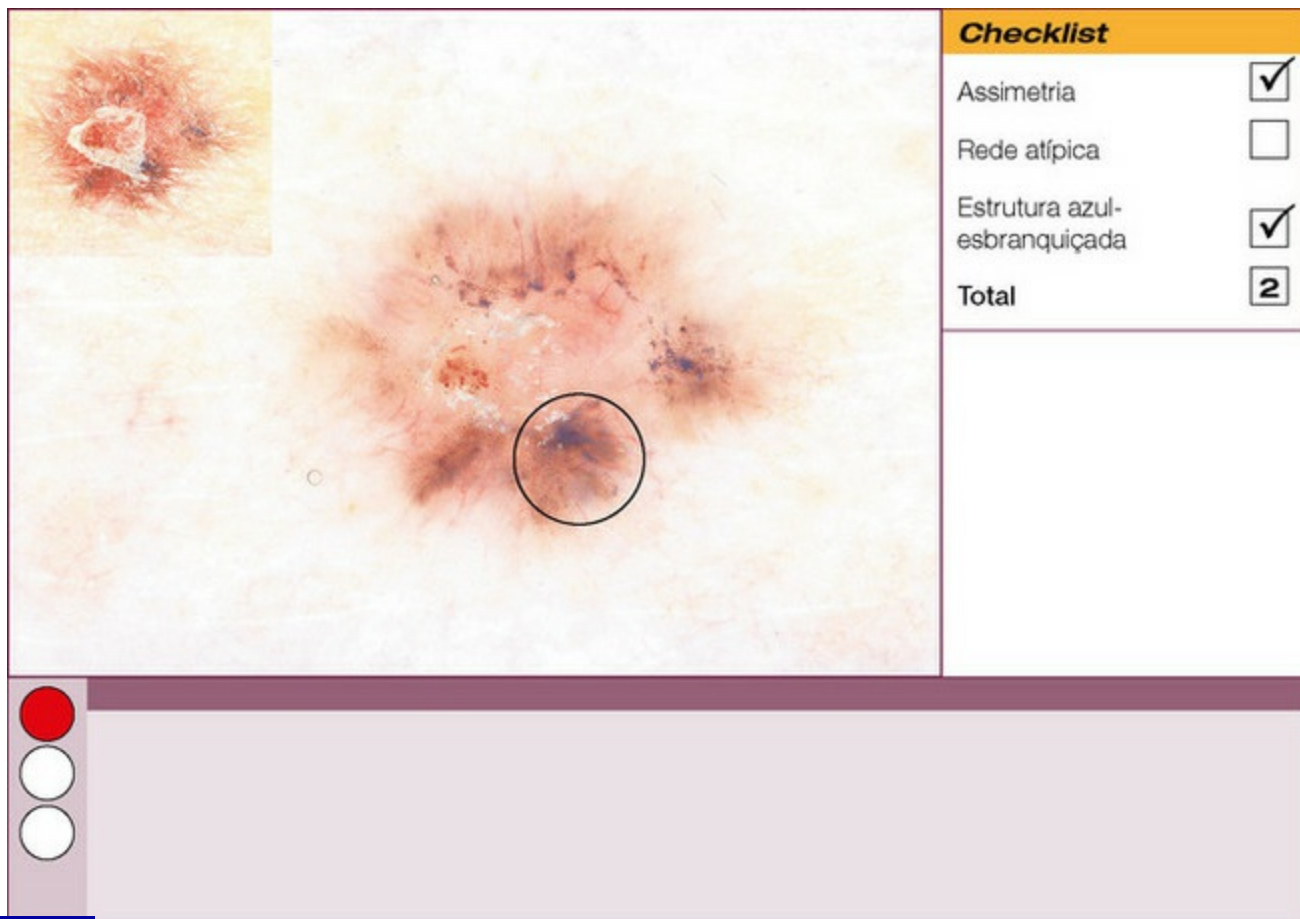 Checklist
Assimetria
Rede atípica
Estrutura azul-
esbranquiçada
Total 2